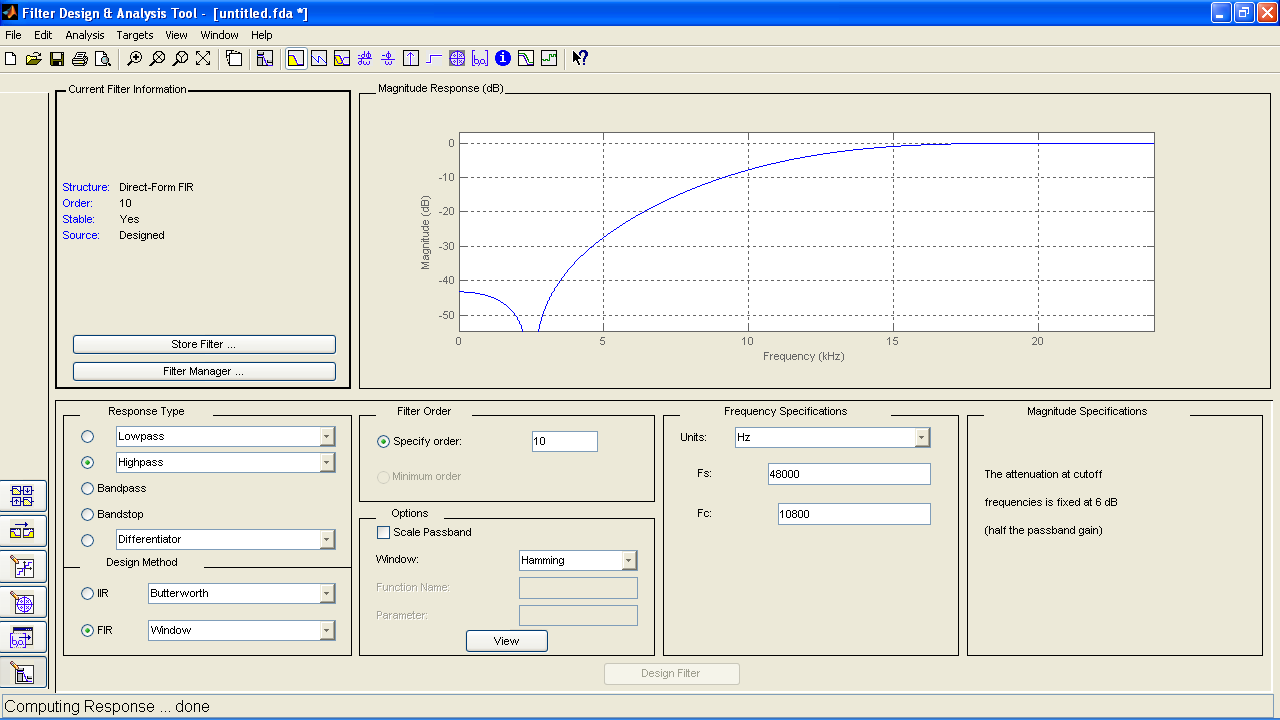 Filter Design & Analysis Tool - [untitled.fda *]
File Edit Analysis Targets View Window Help
Current Filter Information
Structure: Direct-Form FIR
Order: 10
Stable: Yes
Source: Designed
Store Filter ...
Filter Manager ...
Magnitude Response (dB)
0
-10
-20
-30
-40
-50
Magnitude (dB)
0 5 10 15 20
Frequency (kHz)
Response Type
Lowpass
Highpass
Bandpass
Bandstop
Differentiator
Design Method
IIR Butterworth
FIR Window
Filter Order
Specify order: 10
Minimum order
Options
Scale Passband
Window: Hamming
Function Name:
Parameter:
View
Frequency Specifications
Units: Hz
Fs: 48000
Fc: 10800
Magnitude Specifications
The attenuation at cutoff
frequencies is fixed at 6 dB
(half the passband gain)
Design Filter
Computing Response ... done